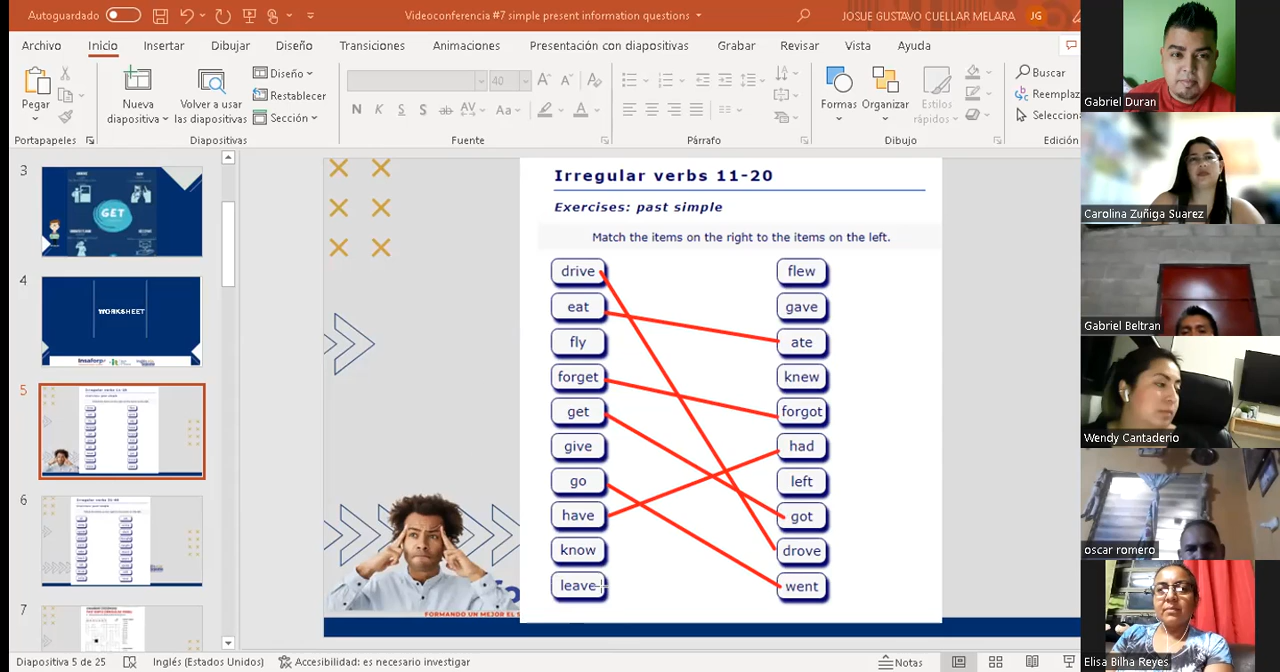 Autoguardado
Videoconferencia #7 simple present information questions
JOSUE GUSTAVO CUELLAR MELARA
JG
Archivo Inicio Insertar Dibujar Diseño Transiciones Animaciones Presentación con diapositivas Grabar Revisar Vista Ayuda
Pegar
Portapapeles
Nueva
diapositiva
Volver a usar
las diapositivas
Diseño
Restablecer
Sección
Diapositivas
40
N K S S ab AV Aa
Fuente
Párrafo
Formas
Organizar
Estilos
rápidos
Dibujo
Buscar
Reemplaz
Seleccion
Edición
3
GET
4
WORKSHEET
5
6
7
Irregular verbs 11-20
Exercises: past simple
Match the items on the right to the items on the left.
drive flew
eat gave
fly ate
forget knew
get forgot
give had
go left
have got
know drove
leave went
FORMANDO UN MEJOR EL S
Diapositiva 5 de 25
Inglés (Estados Unidos)
Accesibilidad: es necesario investigar
Notas
Gabriel Duran
Carolina Zuñiga Suarez
Gabriel Beltran
Wendy Cantaderio
oscar romero
Elisa Bilha Reyes